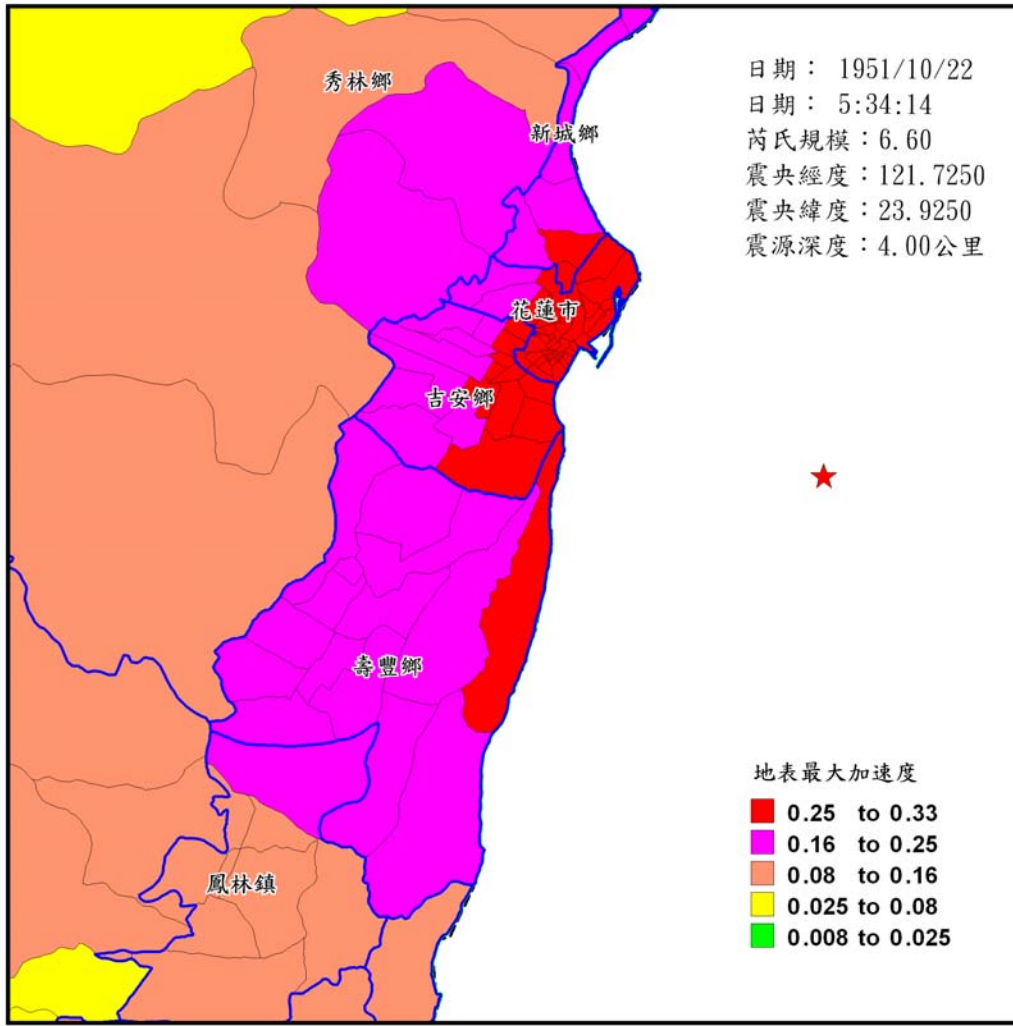 秀林鄉
新城鄉
花蓮市
吉安鄉
壽豐鄉
鳳林鎮
日期： 1951/10/22
日期： 5:34:14
芮氏規模：6.60
震央經度：121.7250
震央緯度：23.9250
震源深度：4.00公里
地表最大加速度
0.25 to 0.33
0.16 to 0.25
0.08 to 0.16
0.025 to 0.08
0.008 to 0.025